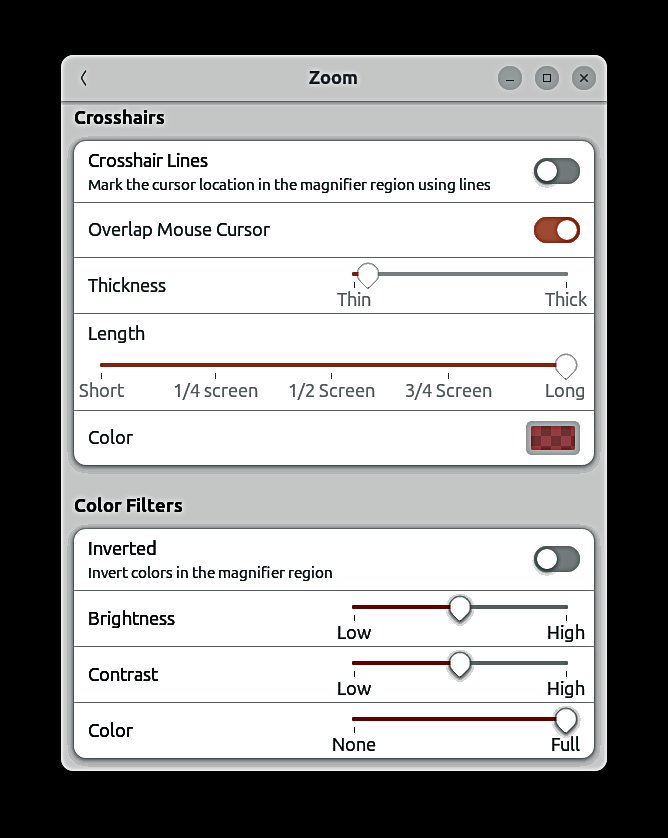 Zoom
Crosshairs
Crosshair Lines
Mark the cursor location in the magnifier region using lines
Overlap Mouse Cursor
Thickness
Thin Thick
Length
Short 1/4 screen 1/2 Screen 3/4 Screen Long
Color
Color Filters
Inverted
Invert colors in the magnifier region
Brightness
Low High
Contrast
Low High
Color
None Full